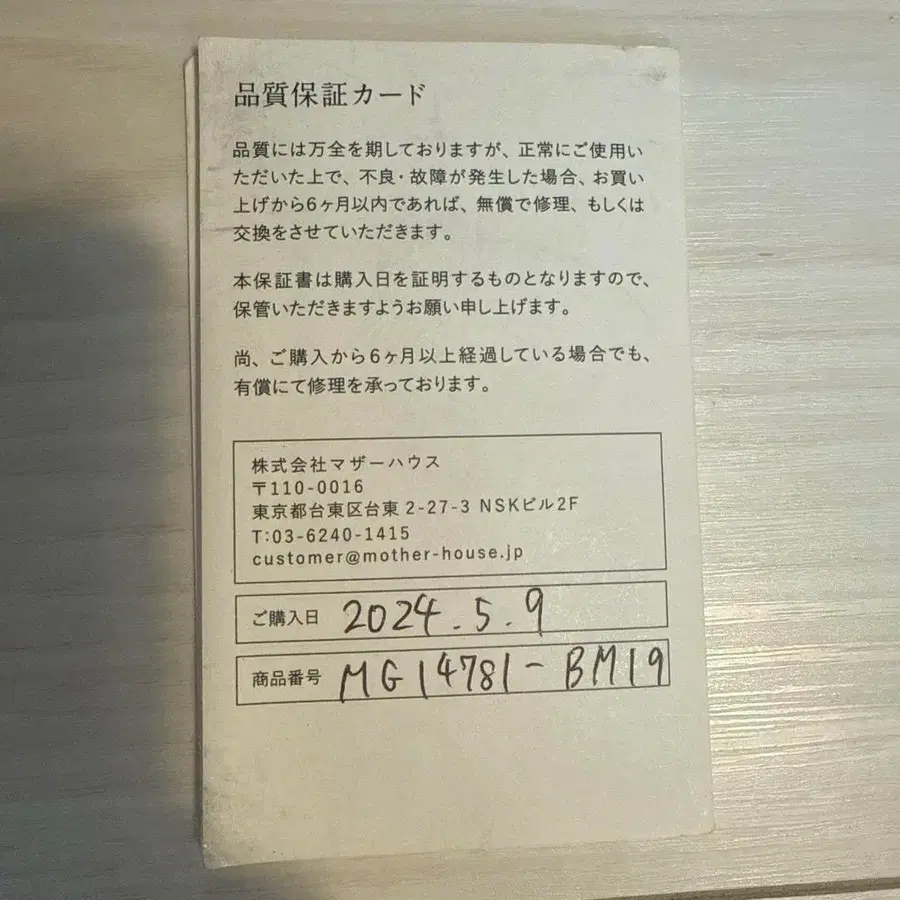 品質保証カード
品質には万全を期しておりますが、正常にご使用い
ただいた上で、不良・故障が発生した場合、お買い
上げから6ヶ月以内であれば、無償で修理、もしくは
交換をさせていただきます。
本保証書は購入日を証明するものとなりますので、
保管いただきますようお願い申し上げます。
尚、ご購入から6ヶ月以上経過している場合でも、
有償にて修理を承っております。
株式会社マザーハウス
〒110-0016
東京都台東区台東2-27-3 NSKビル2F
T:03-6240-1415
customer@mother-house.jp
ご購入日 2024.5.9
商品番号 MG14781-BM19